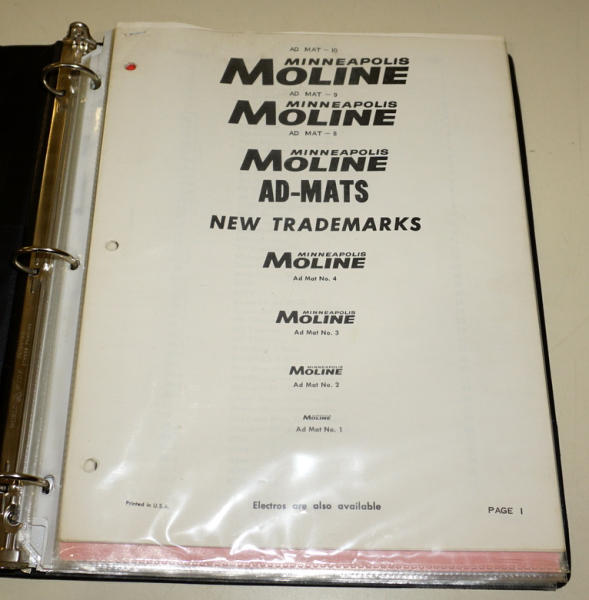 AD MAT - 10
MINNEAPOLIS
MOLINE
AD MAT - 9
MINNEAPOLIS
MOLINE
AD MAT - 8
MINNEAPOLIS
MOLINE
AD-MATS
NEW TRADEMARKS
MINNEAPOLIS
MOLINE
Ad Mat No. 4
MINNEAPOLIS
MOLINE
Ad Mat No. 3
MINNEAPOLIS
MOLINE
Ad Mat No. 2
MOLINE
Ad Mat No. 1
Printed in U.S.A.
Electros are also available
PAGE 1